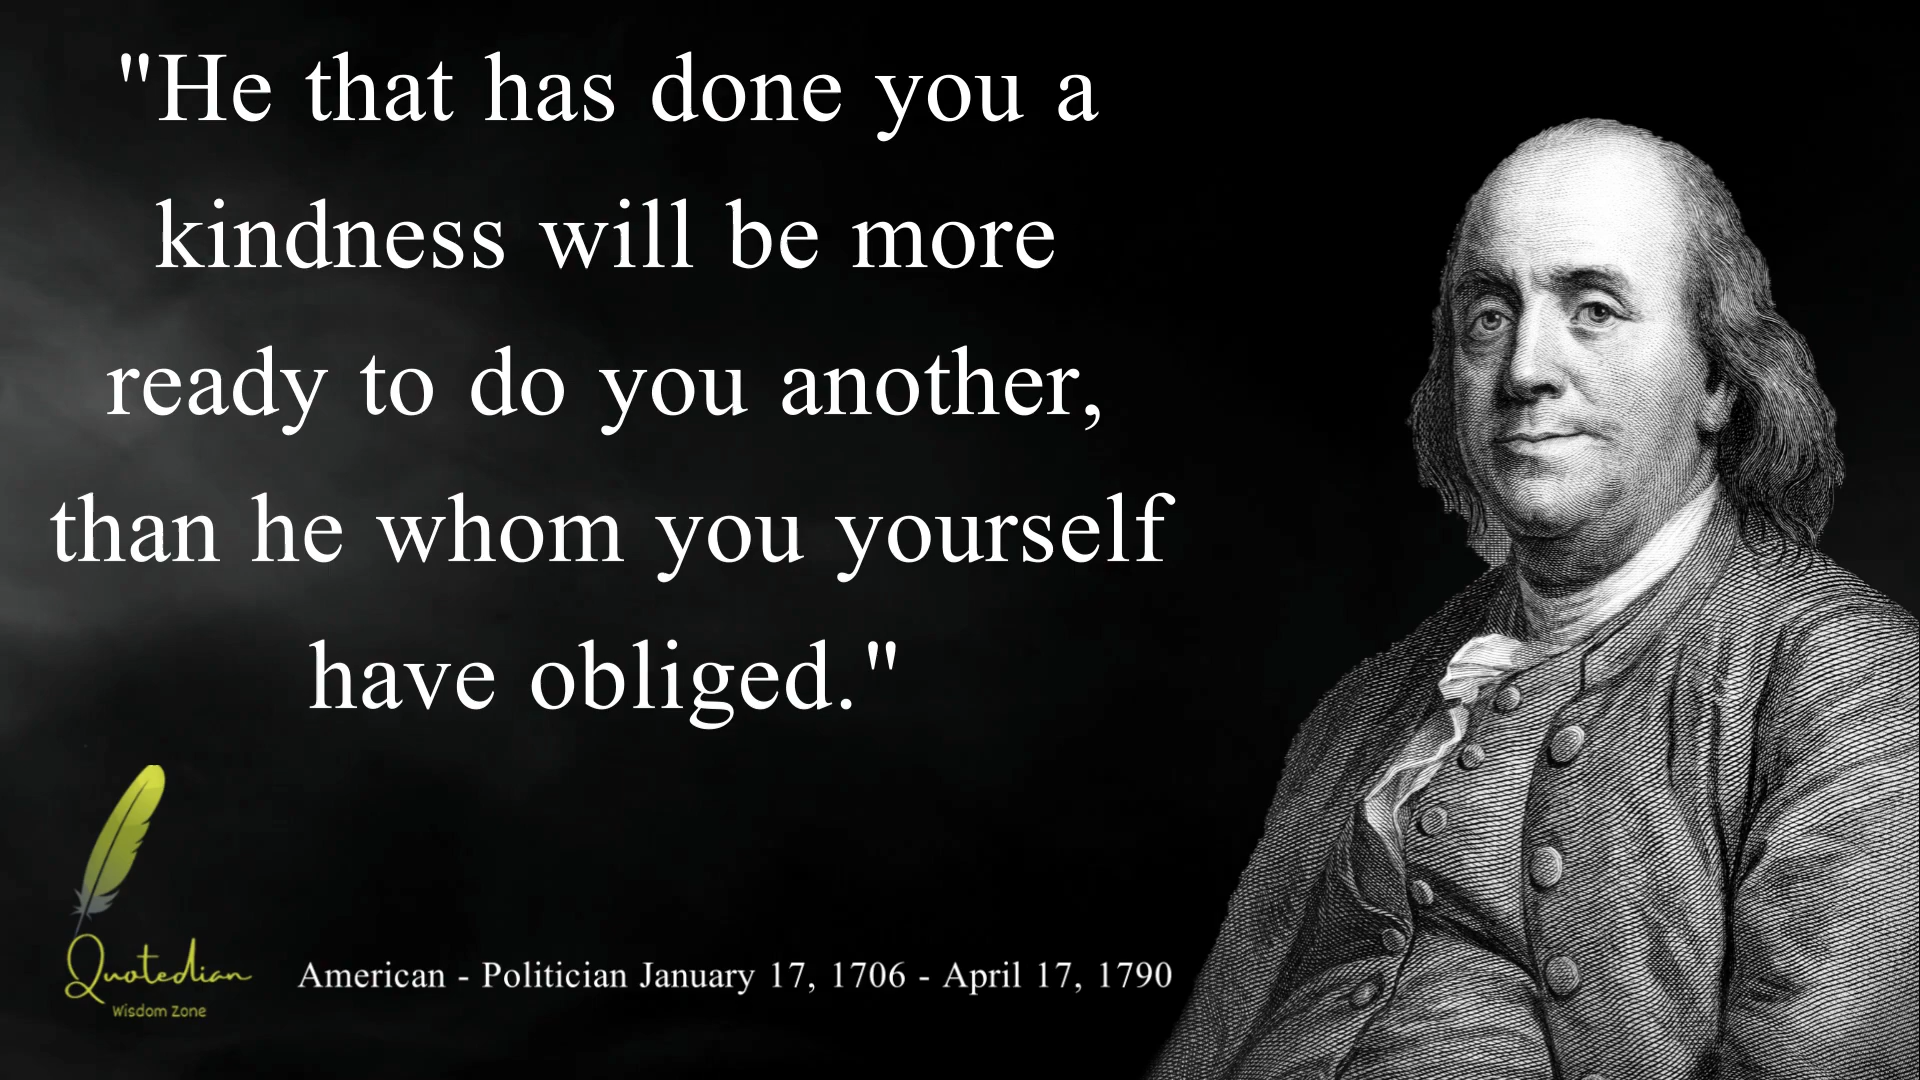 "He that has done you a
kindness will be more
ready to do you another,
than he whom you yourself
have obliged."
Quotedian
Wisdom Zone
American - Politician January 17, 1706 - April 17, 1790